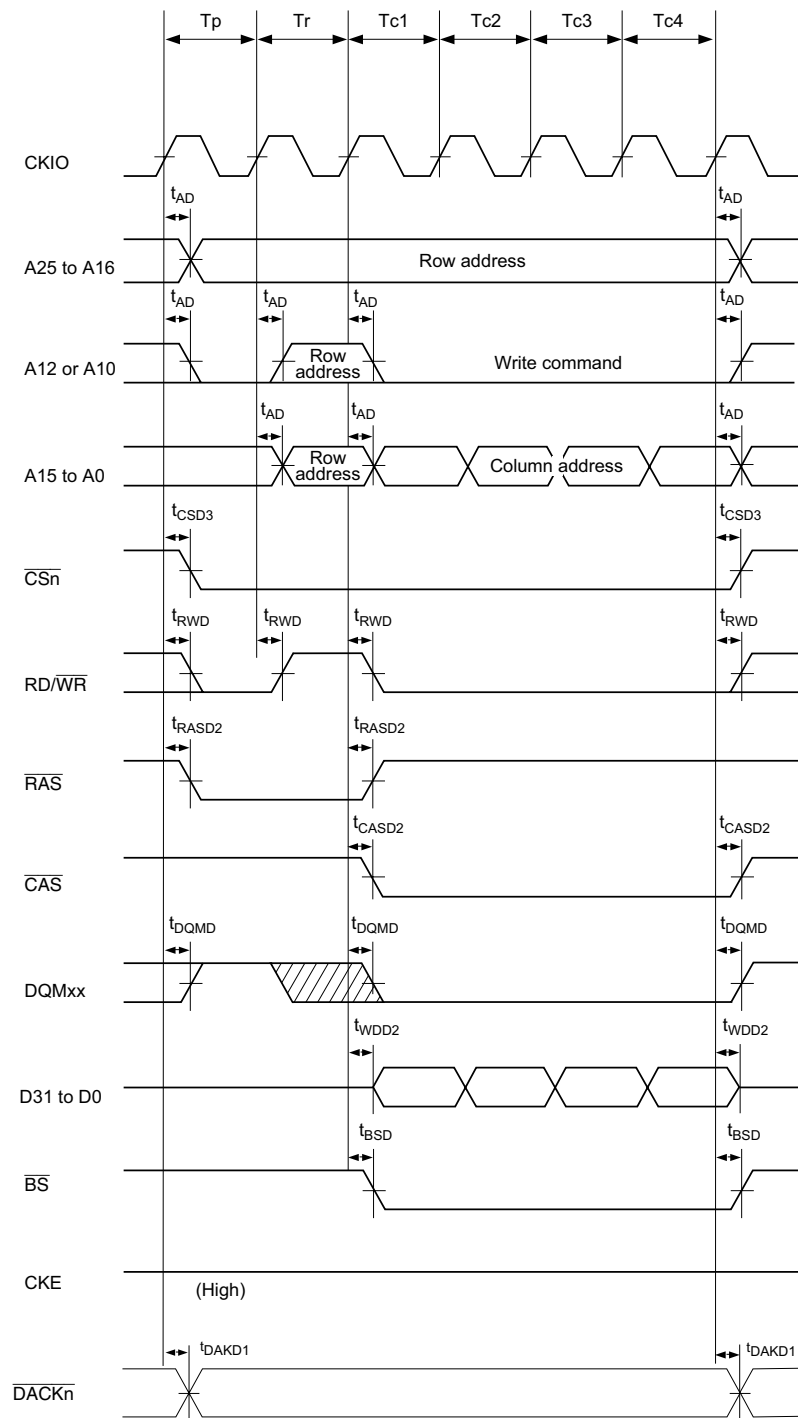 Tp Tr Tc1 Tc2 Tc3 Tc4
CKIO
tAD tAD
A25 to A16 Row address
tAD tAD tAD tAD
A12 or A10 Row address Write command
tAD tAD tAD
A15 to A0 Row address Column address
tCSD3 tCSD3
CSn
tRWD tRWD tRWD tRWD
RD/WR
tRASD2 tRASD2
RAS
tCASD2 tCASD2
CAS
tDQMD tDQMD tDQMD
DQMxx
tWDD2 tWDD2
D31 to D0
tBSD tBSD
BS
CKE (High)
tDAKD1 tDAKD1
DACKn